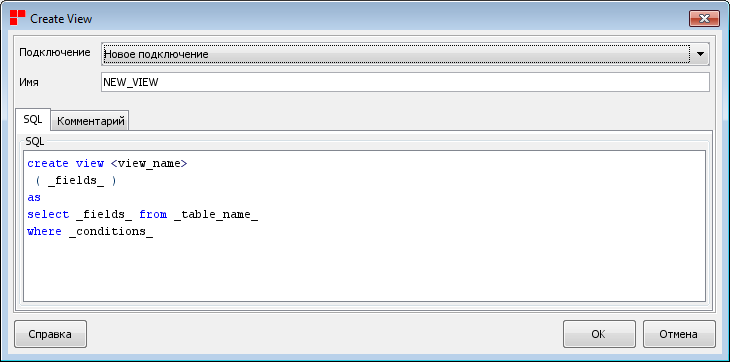 Create View
Подключение
Новое подключение
Имя
NEW_VIEW
SQL
Комментарий
SQL
create view <view_name>
( _fields_ )
as
select _fields_ from _table_name_
where _conditions_
Справка
OK
Отмена